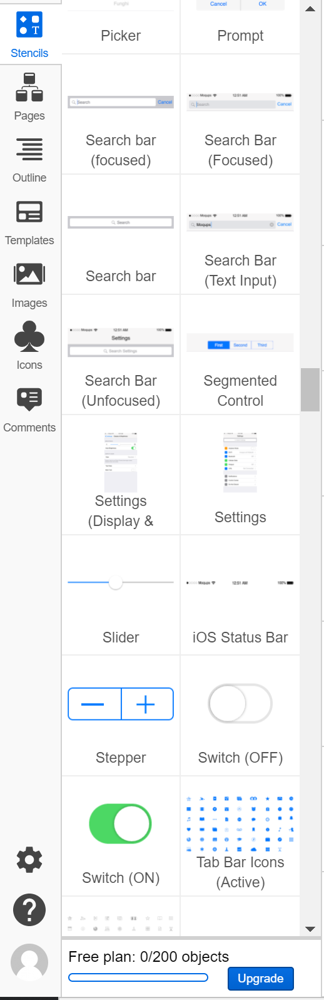 Stencils
Pages
Outline
Templates
Images
Icons
Comments
Funghi
Picker
Cancel OK
Prompt
Search Cancel
Search bar
(focused)
Moqups 12:51 AM 100%
Search Cancel
Search Bar
(Focused)
Search
Search bar
Moqups 12:51 AM 100%
Moqups Cancel
Search Bar
(Text Input)
Moqups 12:51 AM 100%
Settings
Search Settings
Search Bar
(Unfocused)
First Second Third
Segmented
Control
Settings
(Display &
Settings
Settings
Slider
Moqups 12:51 AM 100%
iOS Status Bar
Stepper
Switch (OFF)
Switch (ON)
Tab Bar Icons
(Active)
Free plan: 0/200 objects
Upgrade